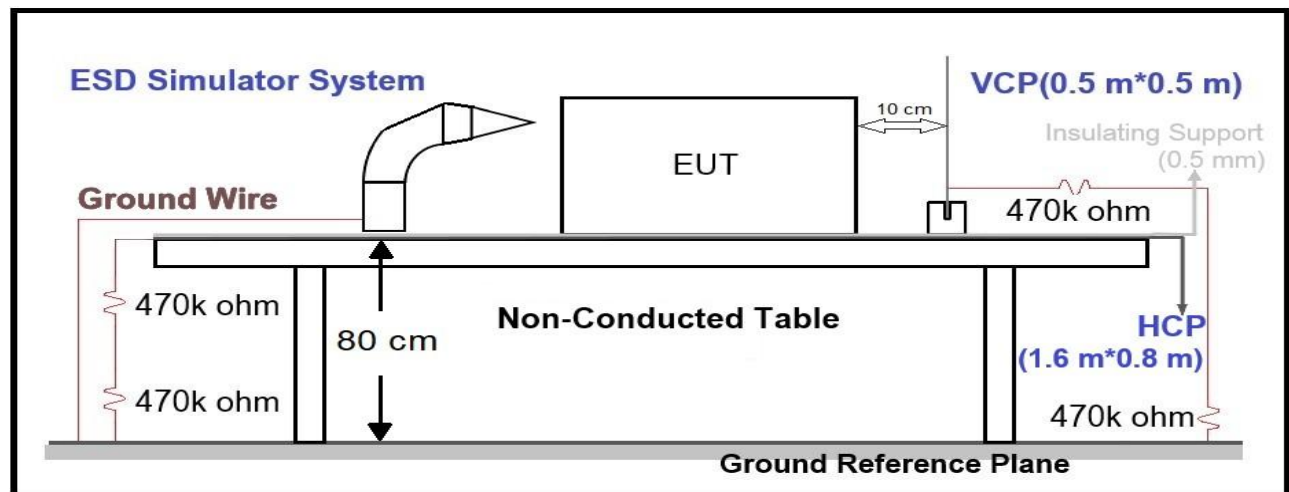 ESD Simulator System
10 cm
VCP(0.5 m*0.5 m)
Insulating Support
(0.5 mm)
EUT
Ground Wire
470k ohm
470k ohm
80 cm
Non-Conducted Table
HCP
(1.6 m*0.8 m)
470k ohm
470k ohm
Ground Reference Plane